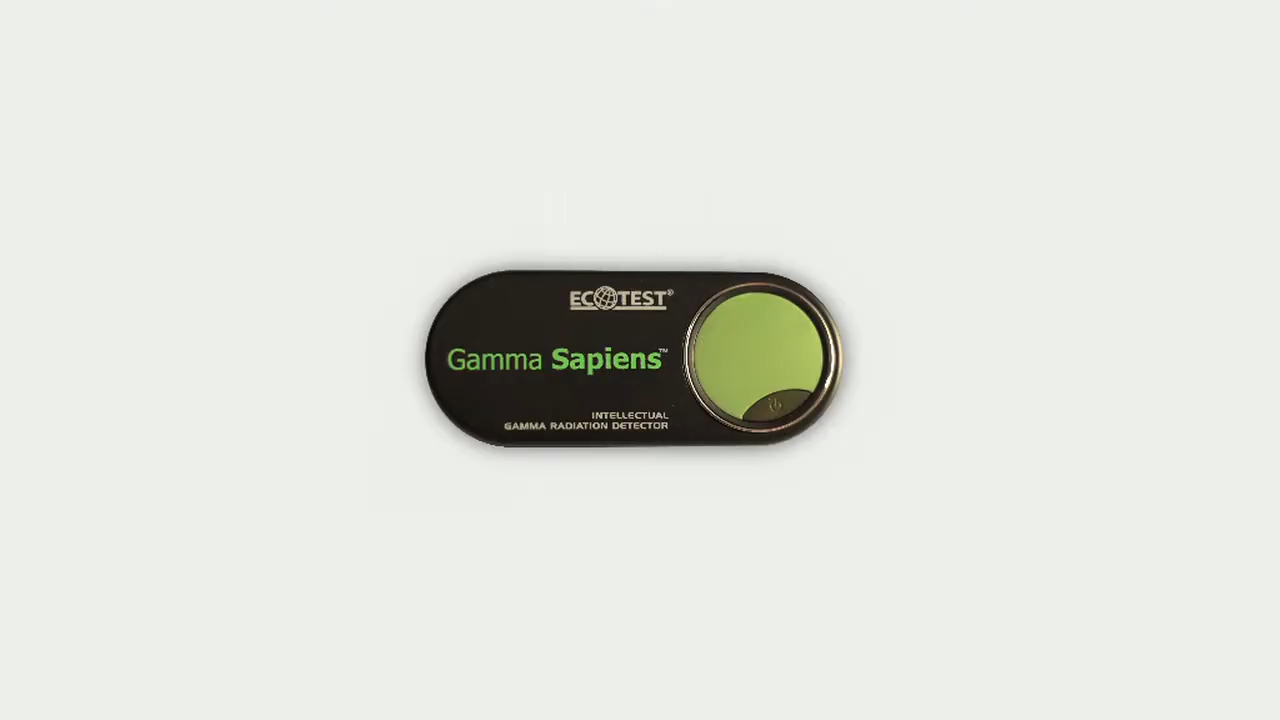 ECOTEST®
Gamma Sapiens™
INTELLECTUAL
GAMMA RADIATION DETECTOR